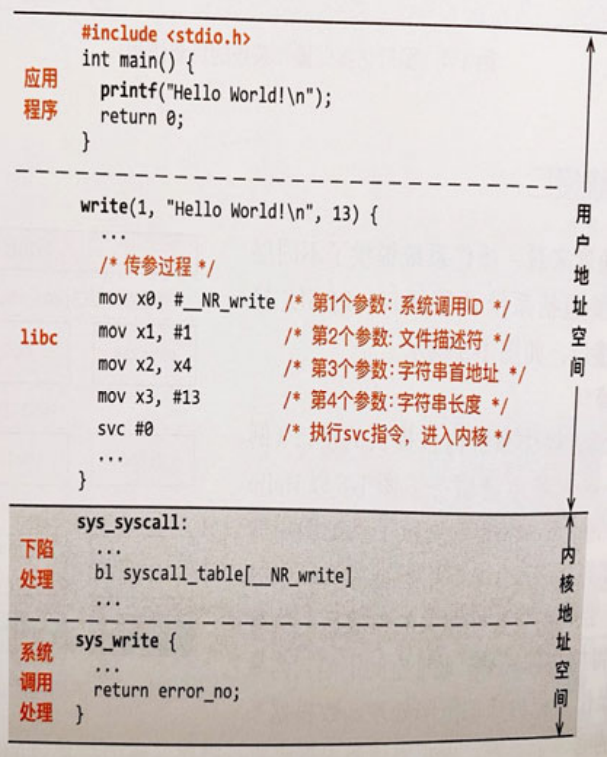 #include <stdio.h>
int main() {
应用
程序
printf("Hello World!\n");
return 0;
}
write(1, "Hello World!\n", 13) {
...
/* 传参过程 */
mov x0, #__NR_write /* 第1个参数: 系统调用ID */
libc
mov x1, #1 /* 第2个参数: 文件描述符 */
mov x2, x4 /* 第3个参数:字符串首地址 */
mov x3, #13 /* 第4个参数:字符串长度 */
svc #0 /* 执行svc指令, 进入内核 */
...
}
用户地址空间
sys_syscall:
下陷
处理
...
bl syscall_table[__NR_write]
...
系统
调用
处理
sys_write {
...
return error_no;
}
内核地址空间